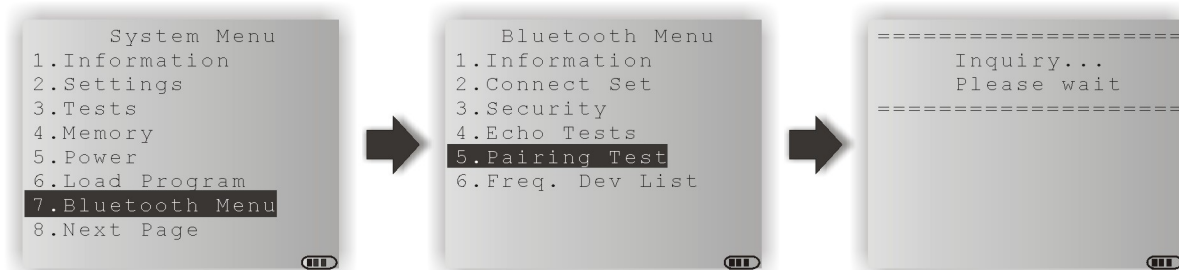 System Menu
1.Information
2.Settings
3.Tests
4.Memory
5.Power
6.Load Program
7.Bluetooth Menu
8.Next Page
Bluetooth Menu
1.Information
2.Connect Set
3.Security
4.Echo Tests
5.Pairing Test
6.Freq. Dev List
=====================
Inquiry...
Please wait
=====================